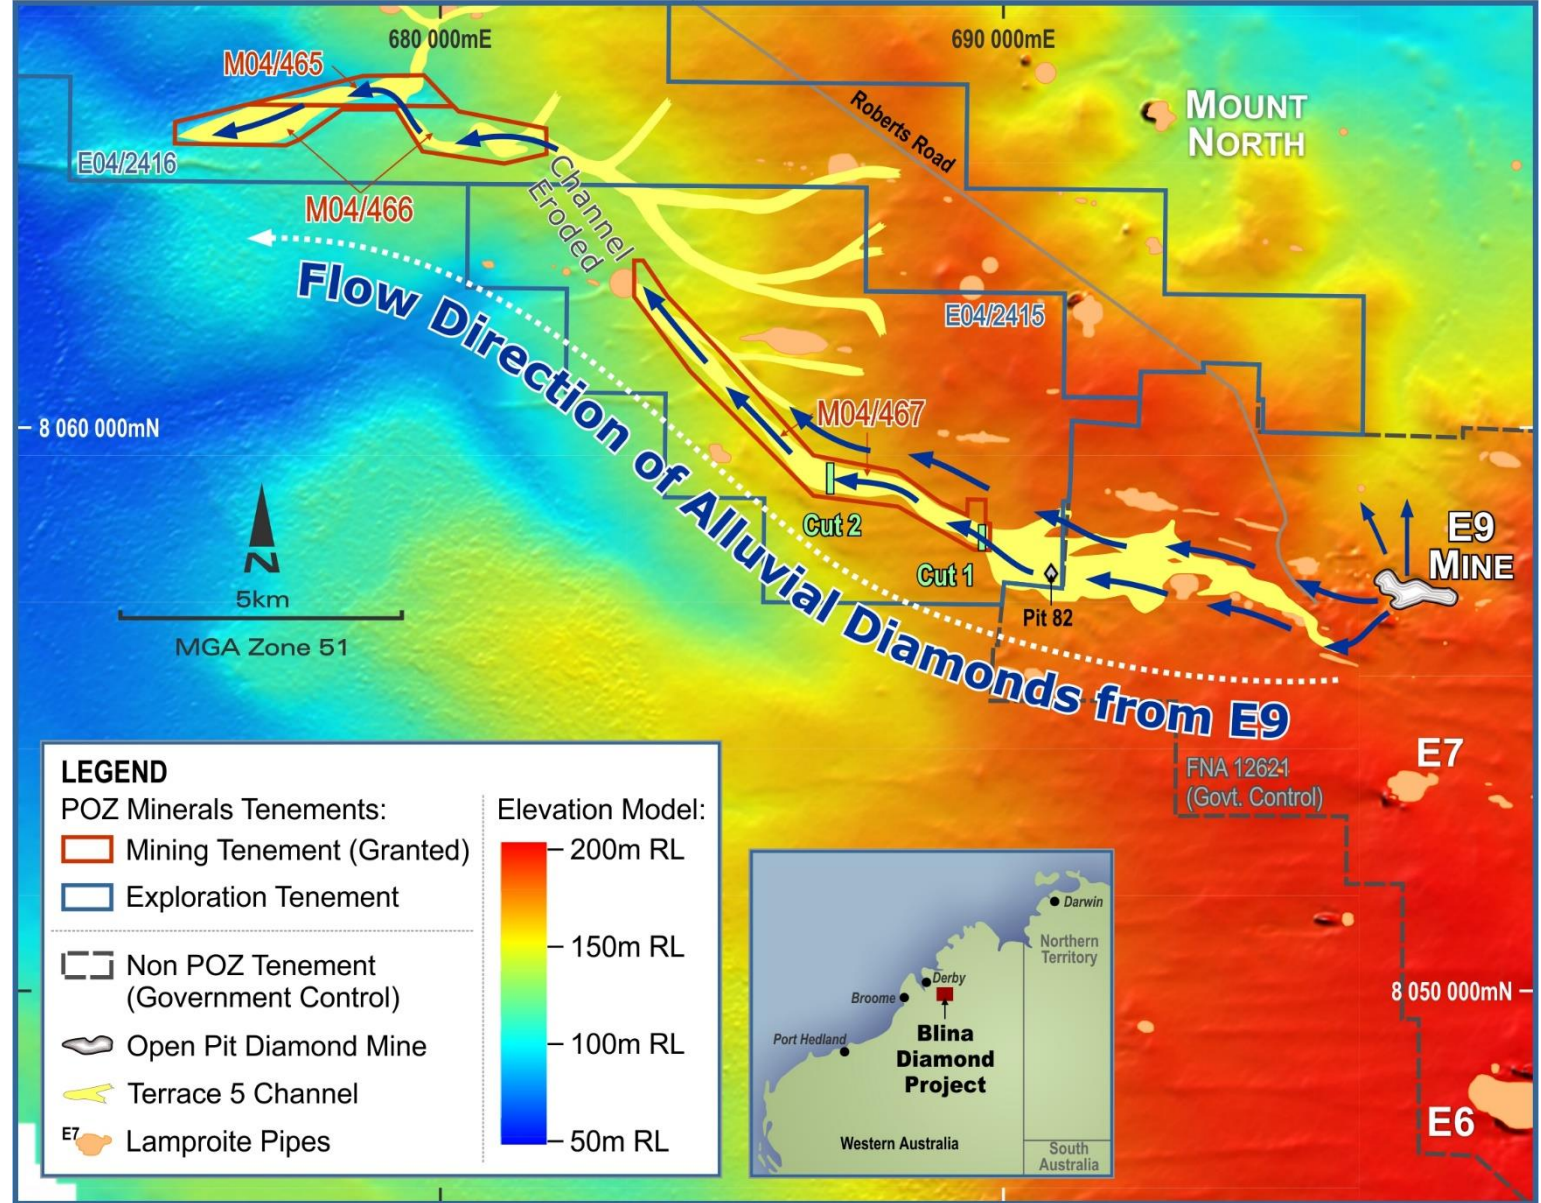 680 000mE
690 000mE
M04/465
Roberts Road
MOUNT
NORTH
E04/2416
M04/466
Channel
Eroded
Flow Direction of Alluvial Diamonds from E9
E04/2415
M04/467
8 060 000mN
N
5km
MGA Zone 51
Cut 2
Cut 1
Pit 82
E9
MINE
E7
FNA 12621
(Govt. Control)
8 050 000mN
E6
LEGEND
POZ Minerals Tenements:
Mining Tenement (Granted)
Exploration Tenement
Non POZ Tenement
(Government Control)
Open Pit Diamond Mine
Terrace 5 Channel
E7
Lamproite Pipes
Elevation Model:
200m RL
150m RL
100m RL
50m RL
Darwin
Northern
Territory
Derby
Broome
Port Hedland
Blina
Diamond
Project
Western Australia
South
Australia